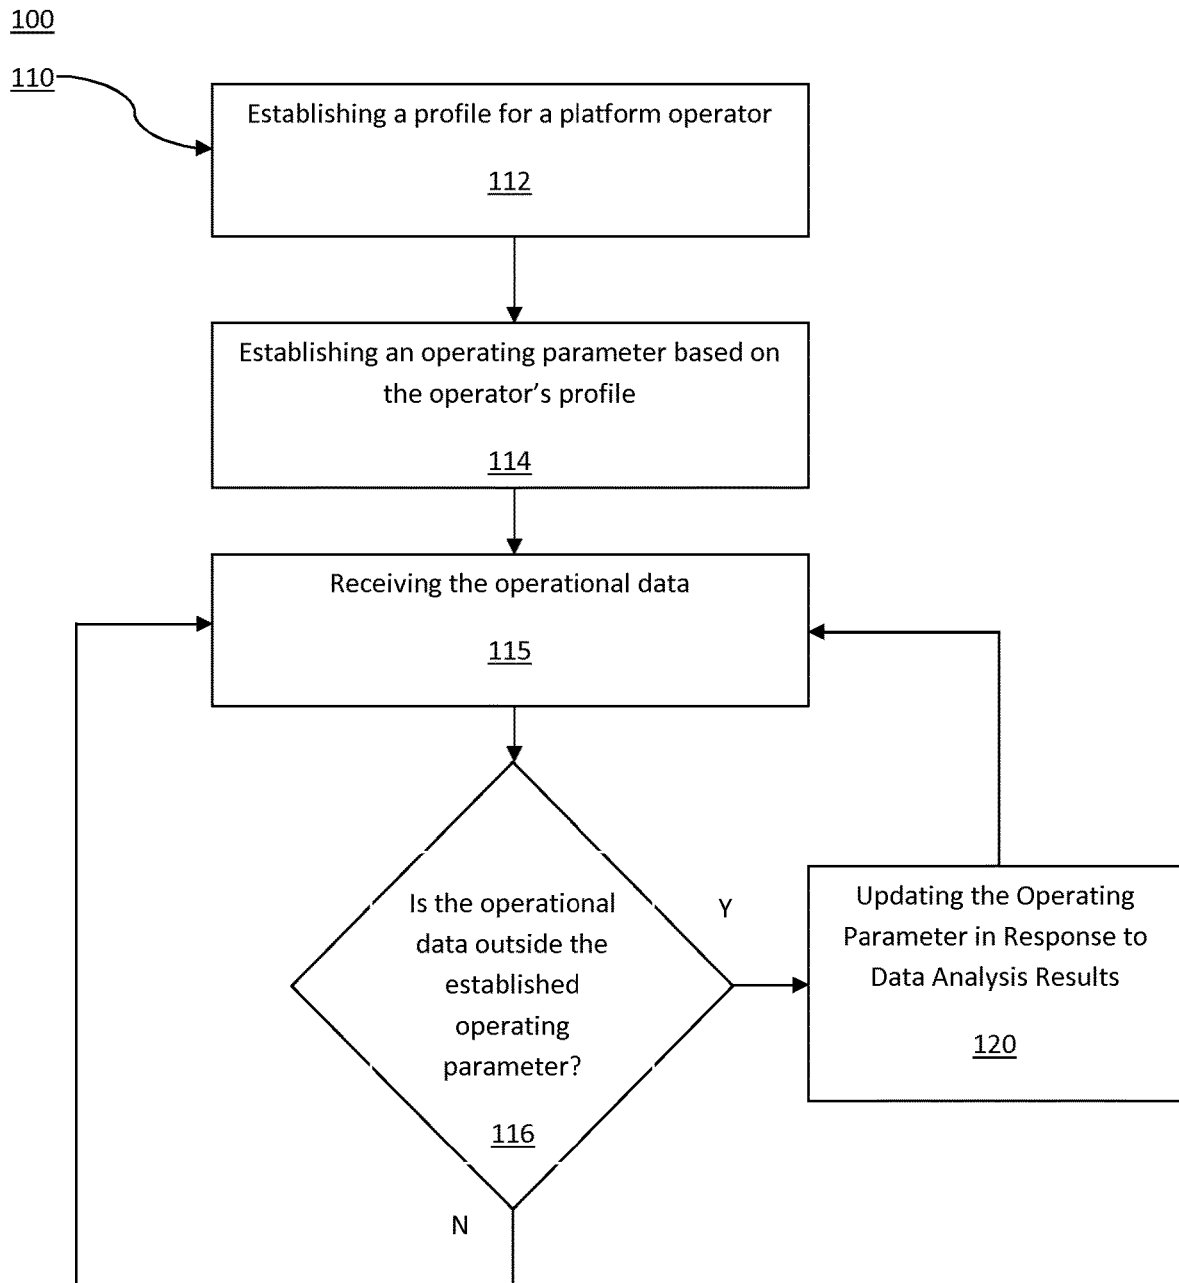 100
110
Establishing a profile for a platform operator
112
Establishing an operating parameter based on
the operator’s profile
114
Receiving the operational data
115
Is the operational
data outside the
established
operating
parameter?
116
Y
Updating the Operating
Parameter in Response to
Data Analysis Results
120
N